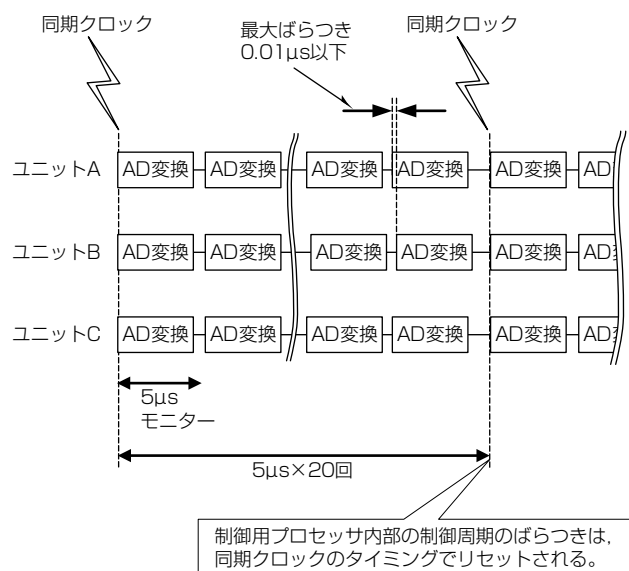 同期クロック
最大ばらつき
0.01μs以下
同期クロック
ユニットA
AD変換
AD変換
AD変換
AD変換
AD変換
AD
ユニットB
AD変換
AD変換
AD変換
AD変換
AD変換
AD
ユニットC
AD変換
AD変換
AD変換
AD変換
AD変換
AD
5μs
モニター
5μs×20回
制御用プロセッサ内部の制御周期のばらつきは，
同期クロックのタイミングでリセットされる。